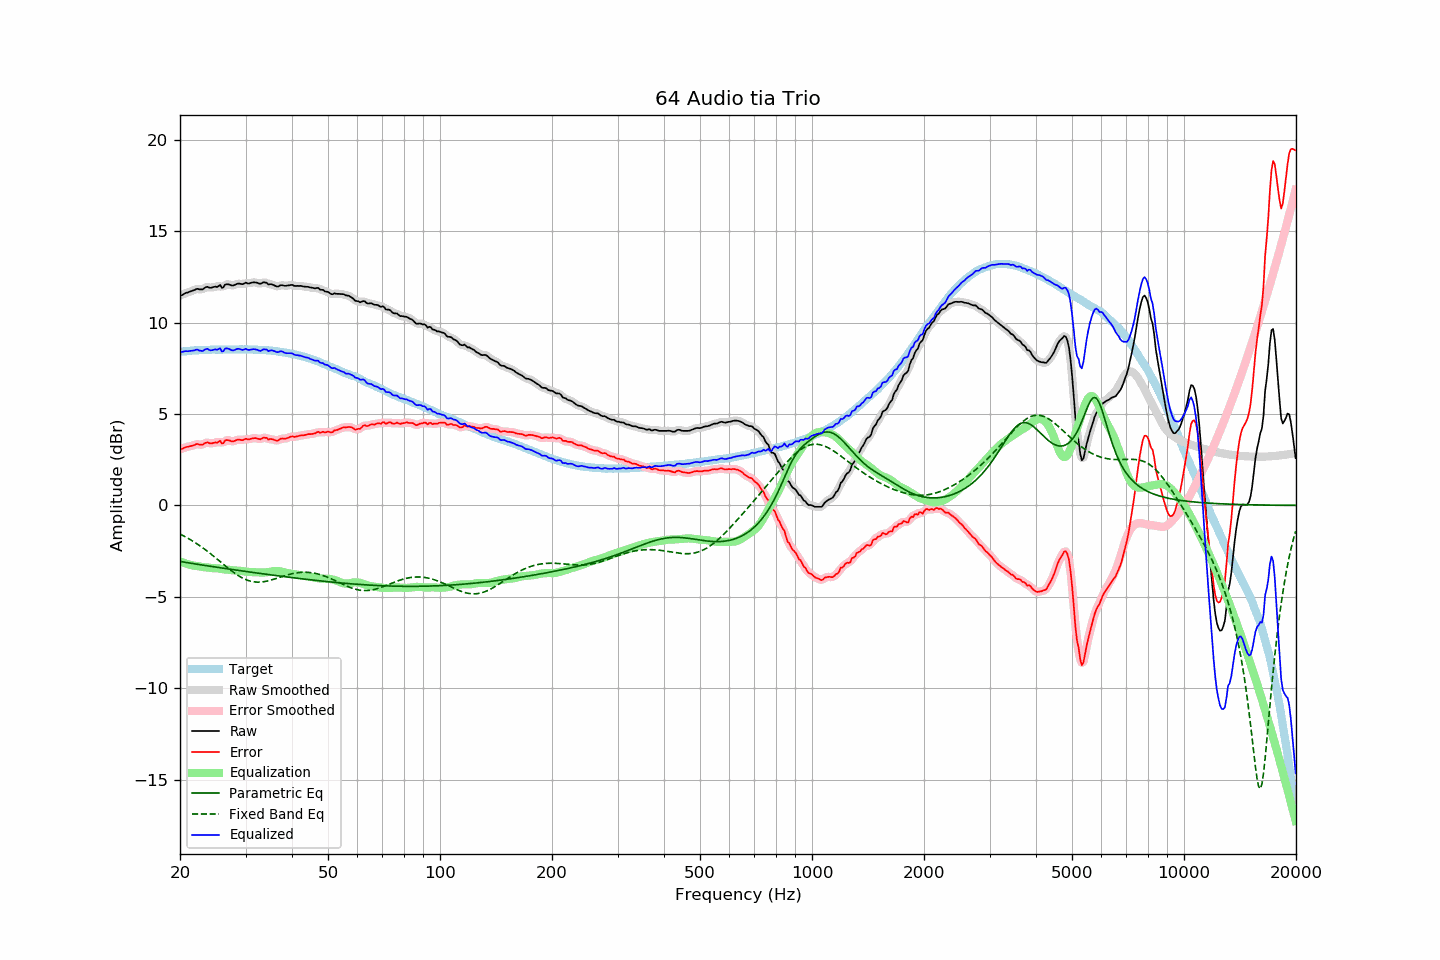 64 Audio tia Trio
Amplitude (dBr)
20
15
10
5
0
−5
−10
−15
Target
Raw Smoothed
Error Smoothed
Raw
Error
Equalization
Parametric Eq
Fixed Band Eq
Equalized
20 50 100 200 500 1000 2000 5000 10000 20000
Frequency (Hz)